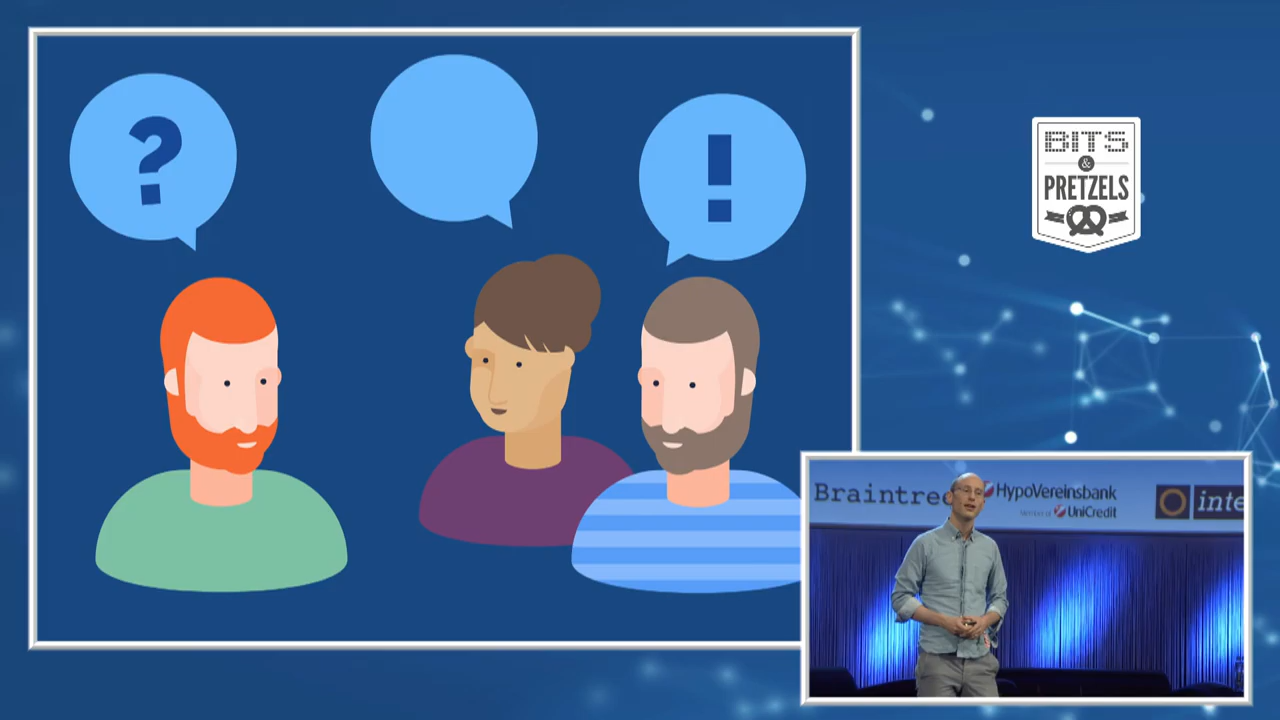 ?
!
BITS
&
PRETZELS
Braintree
HypoVereinsbank
Member of UniCredit
inte